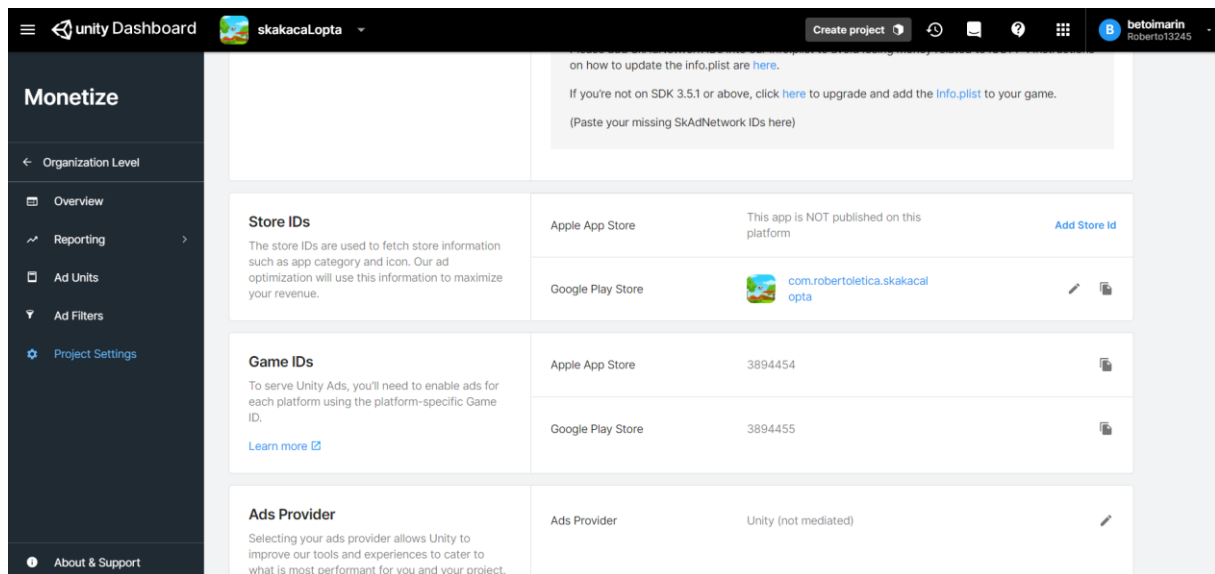 unity Dashboard
skakacaLopta
Create project
B
betoimarin
Roberto13245
Monetize
Organization Level
Overview
Reporting
Ad Units
Ad Filters
Project Settings
About & Support
on how to update the info.plist are here.
If you're not on SDK 3.5.1 or above, click here to upgrade and add the Info.plist to your game.
(Paste your missing SkAdNetwork IDs here)
Store IDs
The store IDs are used to fetch store information
such as app category and icon. Our ad
optimization will use this information to maximize
your revenue.
Apple App Store
This app is NOT published on this
platform
Add Store Id
Google Play Store
com.robertoletica.skakacal
opta
Game IDs
To serve Unity Ads, you'll need to enable ads for
each platform using the platform-specific Game
ID.
Learn more
Apple App Store
3894454
Google Play Store
3894455
Ads Provider
Selecting your ads provider allows Unity to
improve our tools and experiences to cater to
what is most performant for you and your project.
Ads Provider
Unity (not mediated)